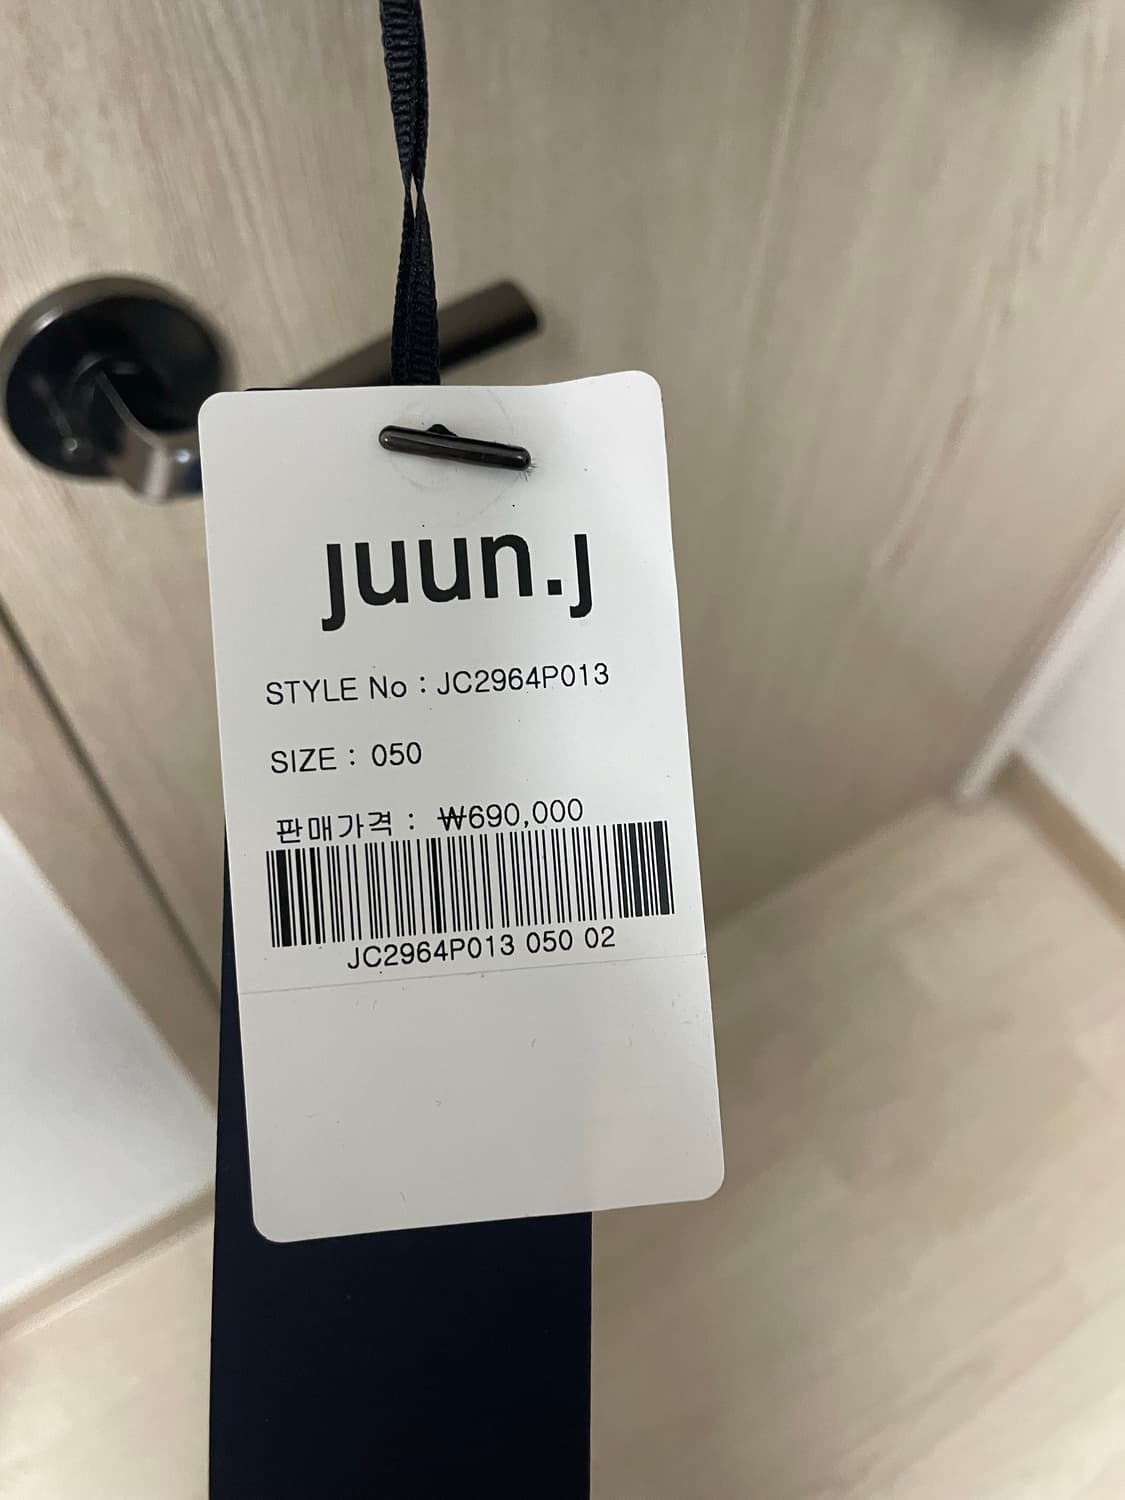 juun.j
STYLE No : JC2964P013
SIZE : 050
판매가격 : ₩690,000
JC2964P013 050 02